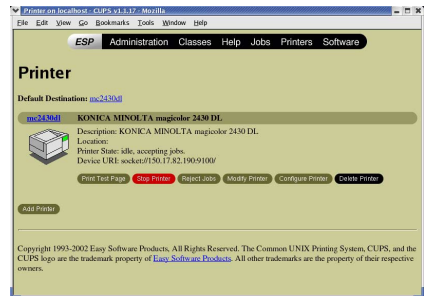 Printer on localhost - CUPS v1.1.17 - Mozilla
File Edit View Go Bookmarks Tools Window Help
ESP Administration Classes Help Jobs Printers Software
Printer
Default Destination: mc2430dl
mc2430dl KONICA MINOLTA magicolor 2430 DL
Description: KONICA MINOLTA magicolor 2430 DL
Location:
Printer State: idle, accepting jobs.
Device URI: socket://150.17.82.190:9100/
Print Test Page Stop Printer Reject Jobs Modify Printer Configure Printer Delete Printer
Add Printer
Copyright 1993-2002 Easy Software Products, All Rights Reserved. The Common UNIX Printing System, CUPS, and the
CUPS logo are the trademark property of Easy Software Products. All other trademarks are the property of their respective
owners.